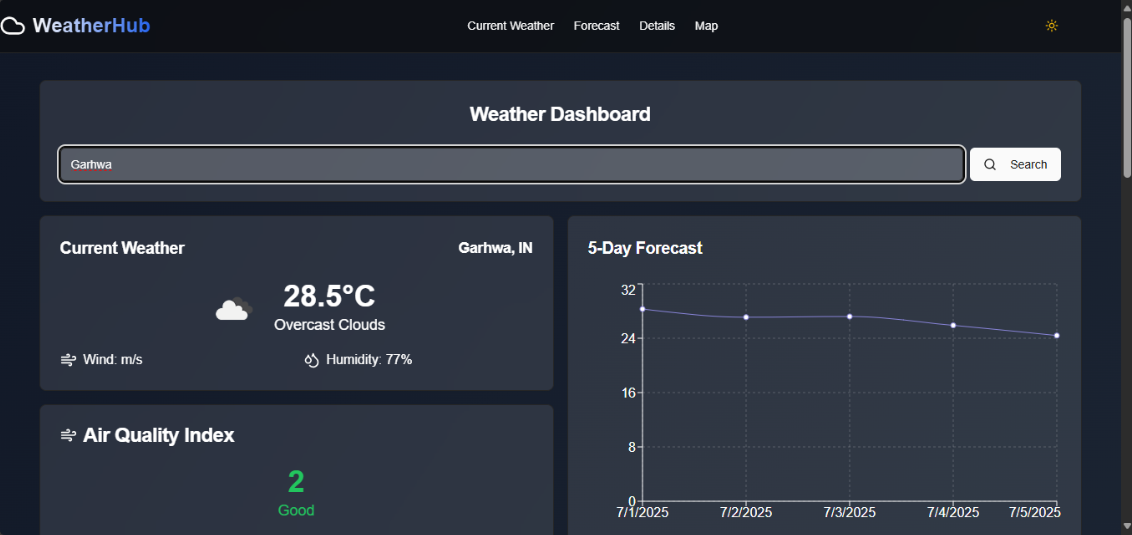 WeatherHub
Current Weather Forecast Details Map
Weather Dashboard
Garhwa
Search
Current Weather
Garhwa, IN
28.5°C
Overcast Clouds
Wind: m/s
Humidity: 77%
Air Quality Index
2
Good
5-Day Forecast
32
24
16
8
0
7/1/2025 7/2/2025 7/3/2025 7/4/2025 7/5/2025